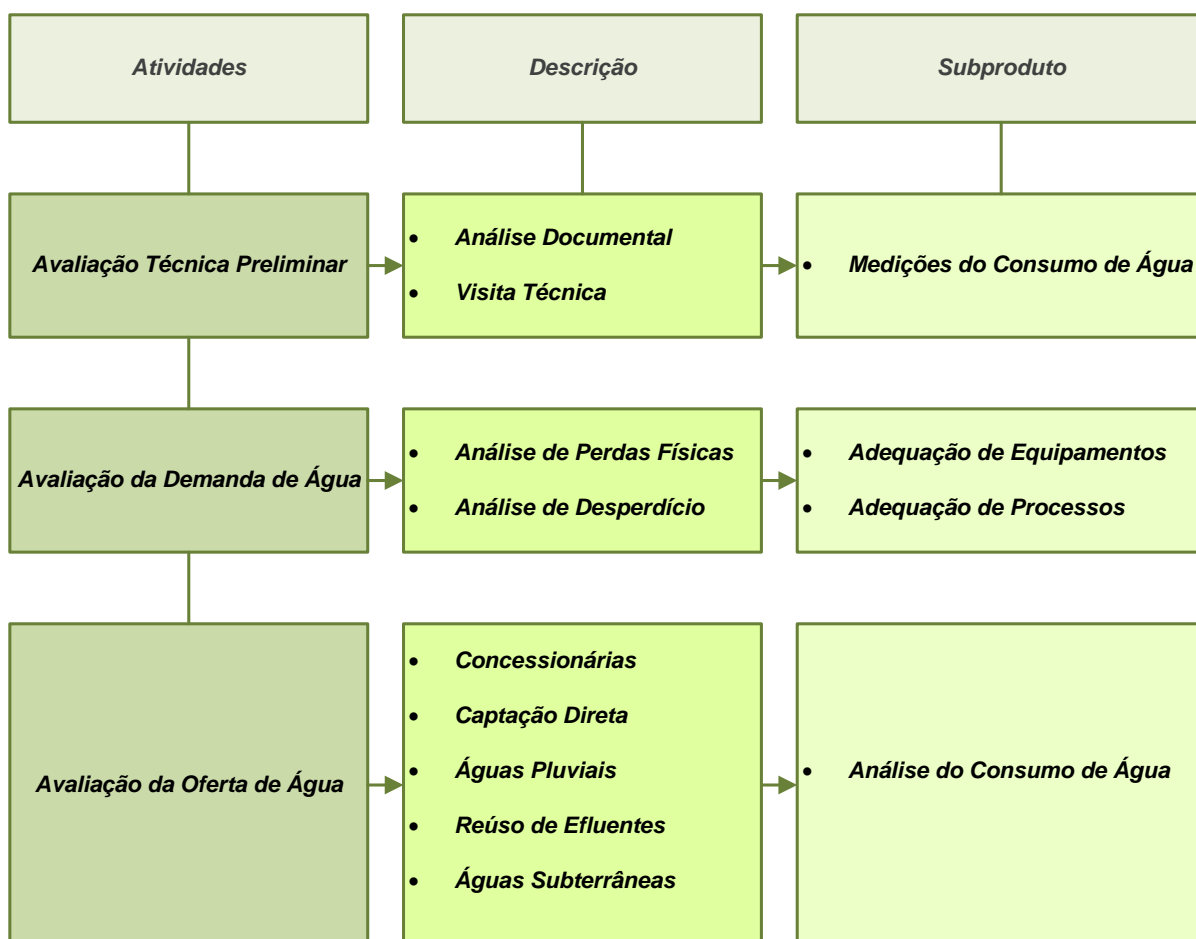 Atividades
Descrição
Subproduto
Avaliação Técnica Preliminar
• Análise Documental
• Visita Técnica
• Medições do Consumo de Água
Avaliação da Demanda de Água
• Análise de Perdas Físicas
• Análise de Desperdício
• Adequação de Equipamentos
• Adequação de Processos
Avaliação da Oferta de Água
• Concessionárias
• Captação Direta
• Águas Pluviais
• Reúso de Efluentes
• Águas Subterrâneas
• Análise do Consumo de Água